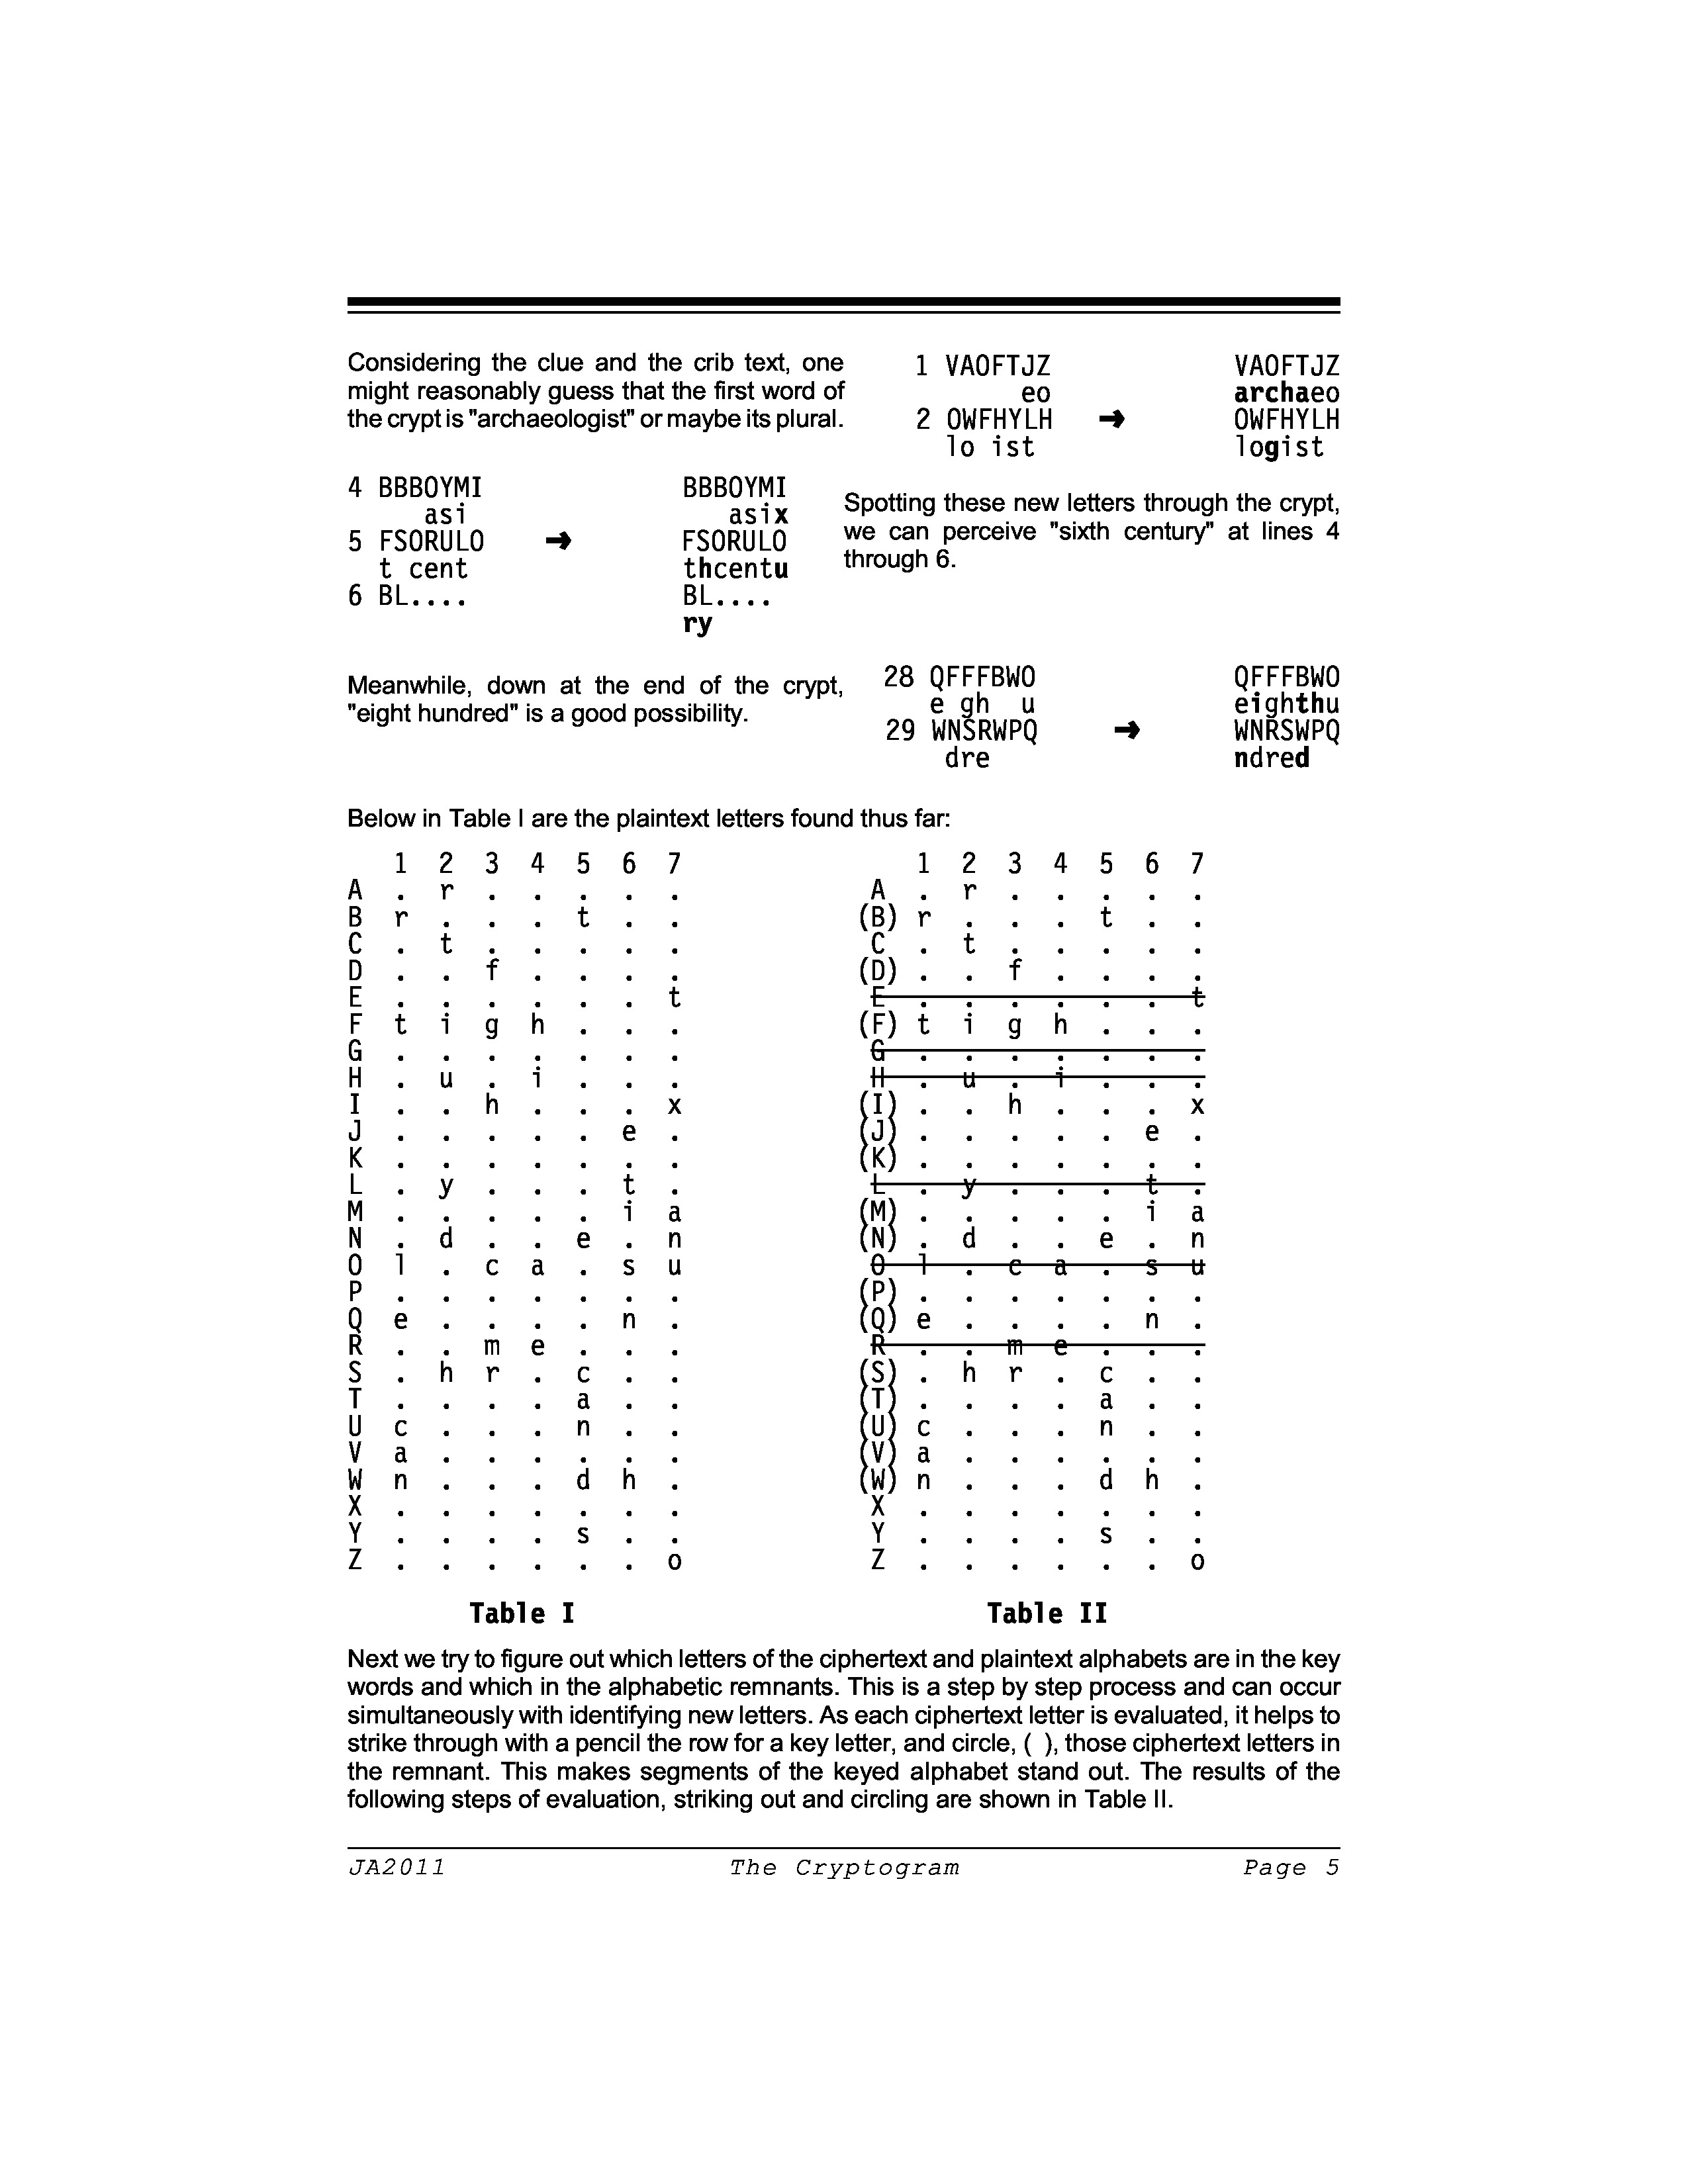 Considering the clue and the crib text, one
might reasonably guess that the first word of
the crypt is "archaeologist" or maybe its plural.
1 VAOFTJZ VAOFTJZ
eo archaeo
2 OWFHYLH → OWFHYLH
lo ist logist
4 BBBOYMI BBBOYMI
asi asix
5 FSORULO → FSORULO
t cent thcentu
6 BL.... BL....
ry
Spotting these new letters through the crypt,
we can perceive "sixth century" at lines 4
through 6.
Meanwhile, down at the end of the crypt,
"eight hundred" is a good possibility.
28 QFFFBWO QFFFBWO
e gh u eighthu
29 WNSRWPQ → WNRSWPQ
dre ndred
Below in Table I are the plaintext letters found thus far:
1 2 3 4 5 6 7
A . r . . . . .
B r . . . t . .
C . t . . . . .
D . . f . . . .
E . . . . . . t
F t i g h . . .
G . . . . . . .
H . u . i . . .
I . . h . . . x
J . . . . . e .
K . . . . . . .
L . y . . . t .
M . . . . . i a
N . d . . e . n
O l . c a . s u
P . . . . . . .
Q e . . . . n .
R . . m e . . .
S . h r . c . .
T . . . . a . .
U c . . . n . .
V a . . . . . .
W n . . . d h .
X . . . . . . .
Y . . . . s . .
Z . . . . . . o
Table I
1 2 3 4 5 6 7
A . r . . . . .
(B) r . . . t . .
C . t . . . . .
(D) . . f . . . .
E . . . . . . t
(F) t i g h . . .
G . . . . . . .
H . u . i . . .
(I) . . h . . . x
(J) . . . . . e .
(K) . . . . . . .
L . y . . . t .
(M) . . . . . i a
(N) . d . . e . n
O l . c a . s u
(P) . . . . . . .
(Q) e . . . . n .
R . . m e . . .
(S) . h r . c . .
(T) . . . . a . .
(U) c . . . n . .
(V) a . . . . . .
(W) n . . . d h .
X . . . . . . .
Y . . . . s . .
Z . . . . . . o
Table II
Next we try to figure out which letters of the ciphertext and plaintext alphabets are in the key
words and which in the alphabetic remnants. This is a step by step process and can occur
simultaneously with identifying new letters. As each ciphertext letter is evaluated, it helps to
strike through with a pencil the row for a key letter, and circle, ( ), those ciphertext letters in
the remnant. This makes segments of the keyed alphabet stand out. The results of the
following steps of evaluation, striking out and circling are shown in Table II.
JA2011 The Cryptogram Page 5